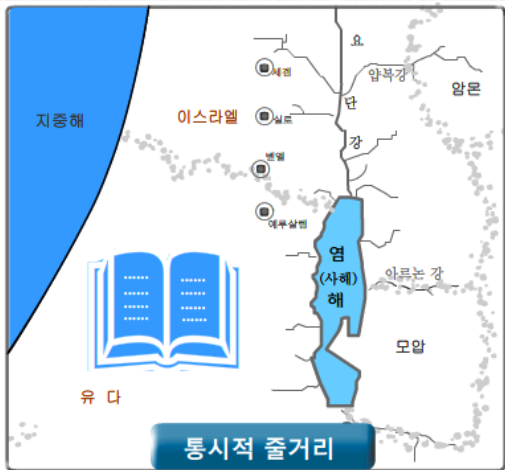 요
단
강
세겜
얍복강
암몬
지중해
이스라엘
실로
벧엘
예루살렘
염
(사해)
해
아르논 강
모압
유 다
통시적 줄거리